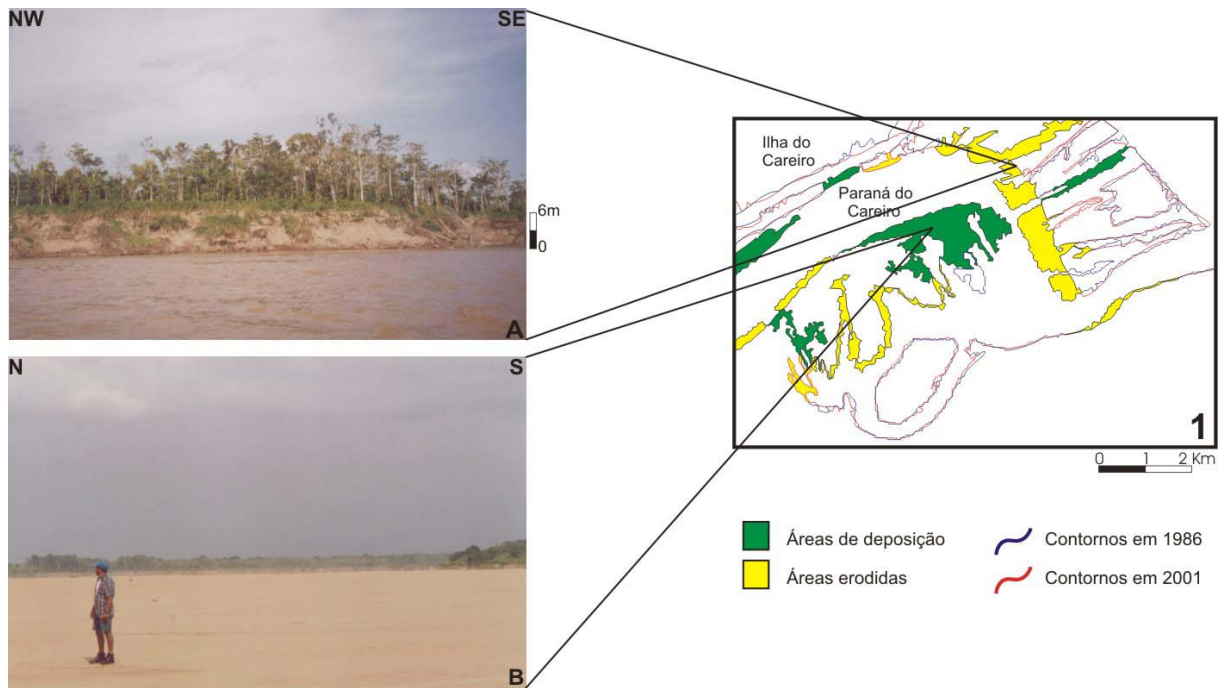 NW
SE
6m
0
A
N
S
B
Ilha do
Careiro
Paraná do
Careiro
1
0 1 2 Km
Áreas de deposição
Áreas erodidas
Contornos em 1986
Contornos em 2001